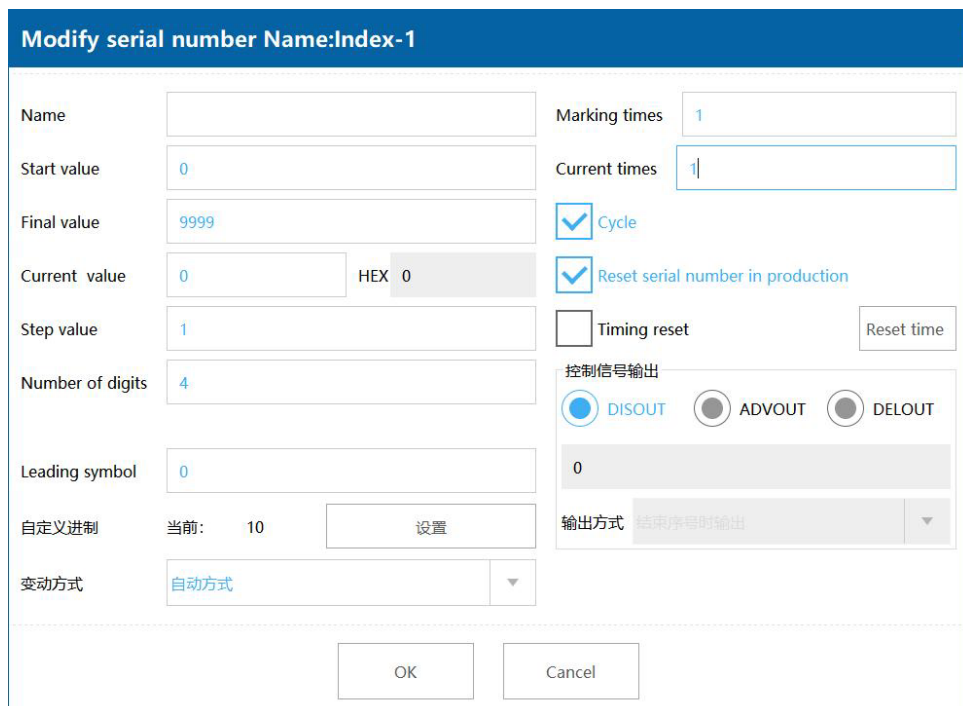 Modify serial number Name:Index-1
Name
Marking times 1
Start value 0
Current times 1
Final value 9999
Cycle
Current value 0 HEX 0
Reset serial number in production
Step value 1
Timing reset Reset time
Number of digits 4
控制信号输出
DISOUT ADVOUT DELOUT
0
Leading symbol 0
自定义进制 当前: 10 设置
输出方式 结束序号时输出
变动方式 自动方式
OK Cancel